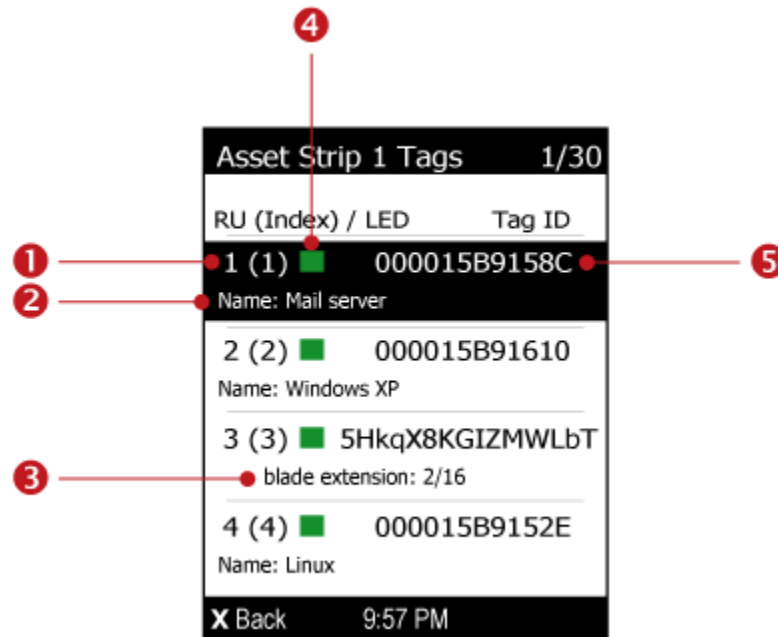 4
Asset Strip 1 Tags 1/30
RU (Index) / LED Tag ID
1 1 (1) 000015B9158C 5
2 Name: Mail server
2 (2) 000015B91610
Name: Windows XP
3 (3) 5HkqX8KGIZMWLbT
3 blade extension: 2/16
4 (4) 000015B9152E
Name: Linux
X Back 9:57 PM